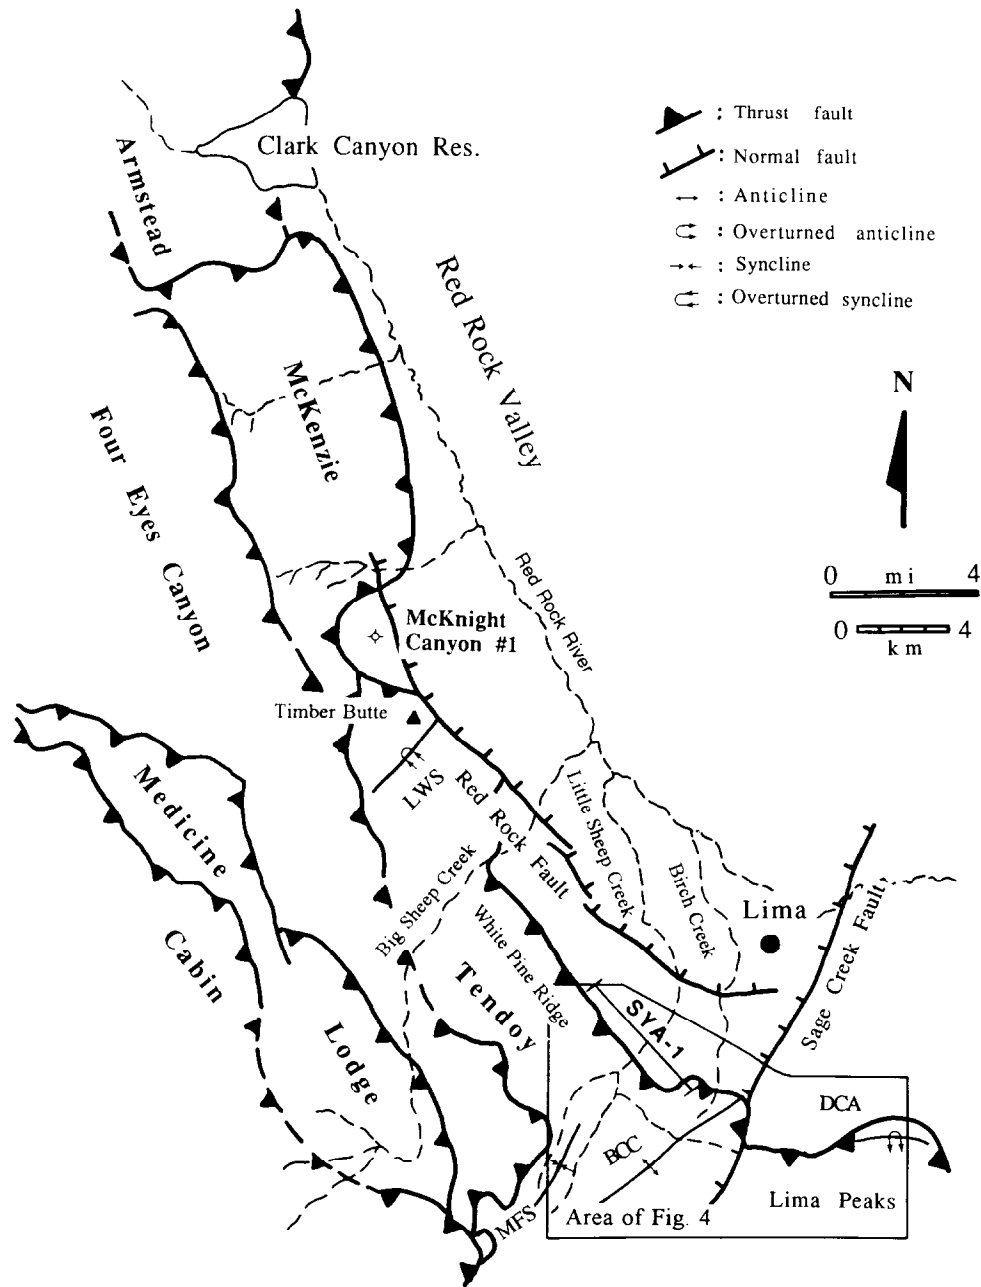 Clark Canyon Res.
: Thrust fault
: Normal fault
: Anticline
: Overturned anticline
: Syncline
: Overturned syncline
Armstead
Red Rock Valley
McKenzie
N
Four Eyes Canyon
0 mi 4
0 4
km
Red Rock River
McKnight
Canyon #1
Timber Butte
LWS
Red Rock Fault
Little Sheep Creek
Birch Creek
Medicine
Lodge
Big Sheep Creek
Lima
Sage Creek Fault
Cabin
White Pine Ridge
Tendoy
SYA-1
DCA
BCC
MFS
Area of Fig. 4
Lima Peaks